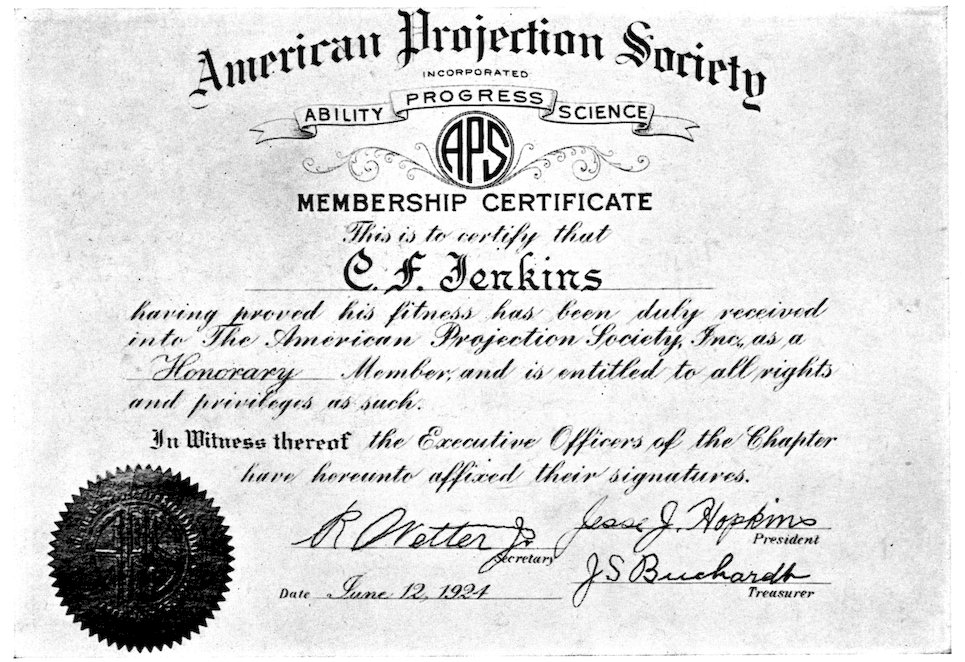 American Projection Society
INCORPORATED
ABILITY PROGRESS SCIENCE
APS
MEMBERSHIP CERTIFICATE
This is to certify that
C. F. Jenkins
having proved his fitness has been duly received
into The American Projection Society, Inc., as a
Honorary Member, and is entitled to all rights
and privileges as such.
In Witness thereof the Executive Officers of the Chapter
have hereunto affixed their signatures.
R Wetter Jr
Secretary
Jesse J. Hopkins
President
J S Buchardt
Treasurer
Date June 12, 1924